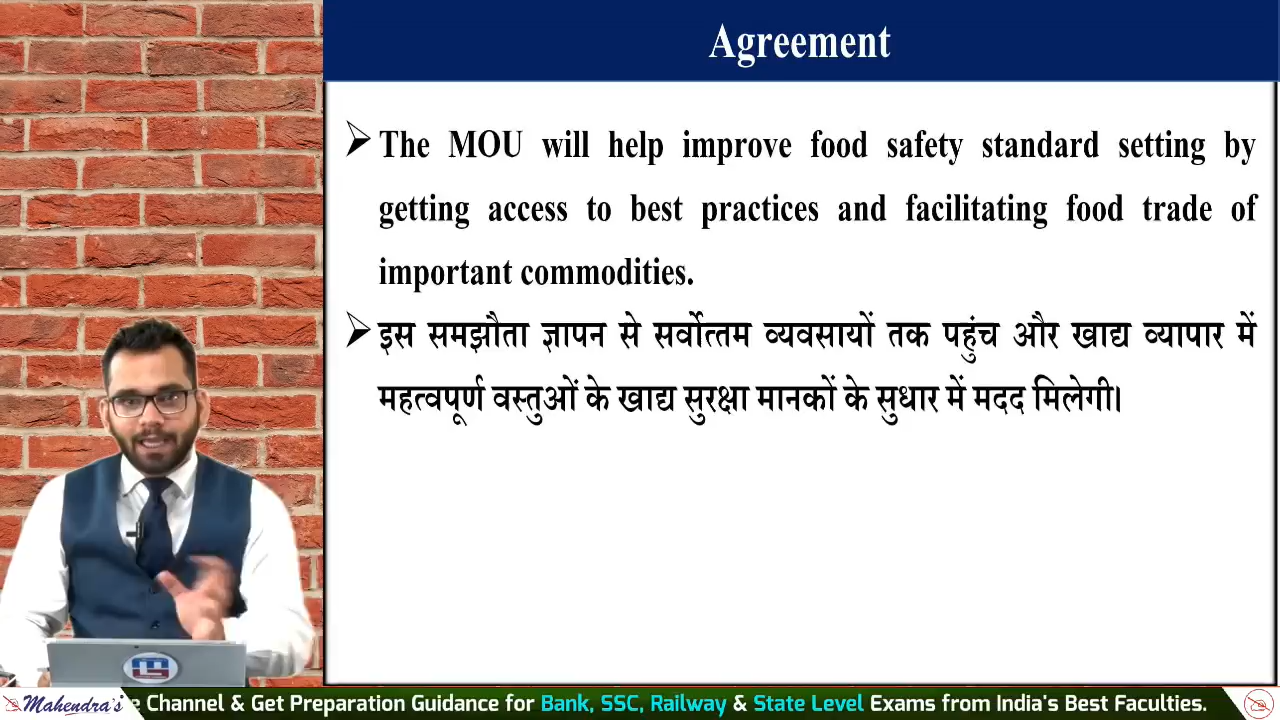 Agreement
The MOU will help improve food safety standard setting by
getting access to best practices and facilitating food trade of
important commodities.
इस समझौता ज्ञापन से सर्वोत्तम व्यवसायों तक पहुंच और खाद्य व्यापार में
महत्वपूर्ण वस्तुओं के खाद्य सुरक्षा मानकों के सुधार में मदद मिलेगी।
Mahendra's Channel & Get Preparation Guidance for Bank, SSC, Railway & State Level Exams from India's Best Faculties.